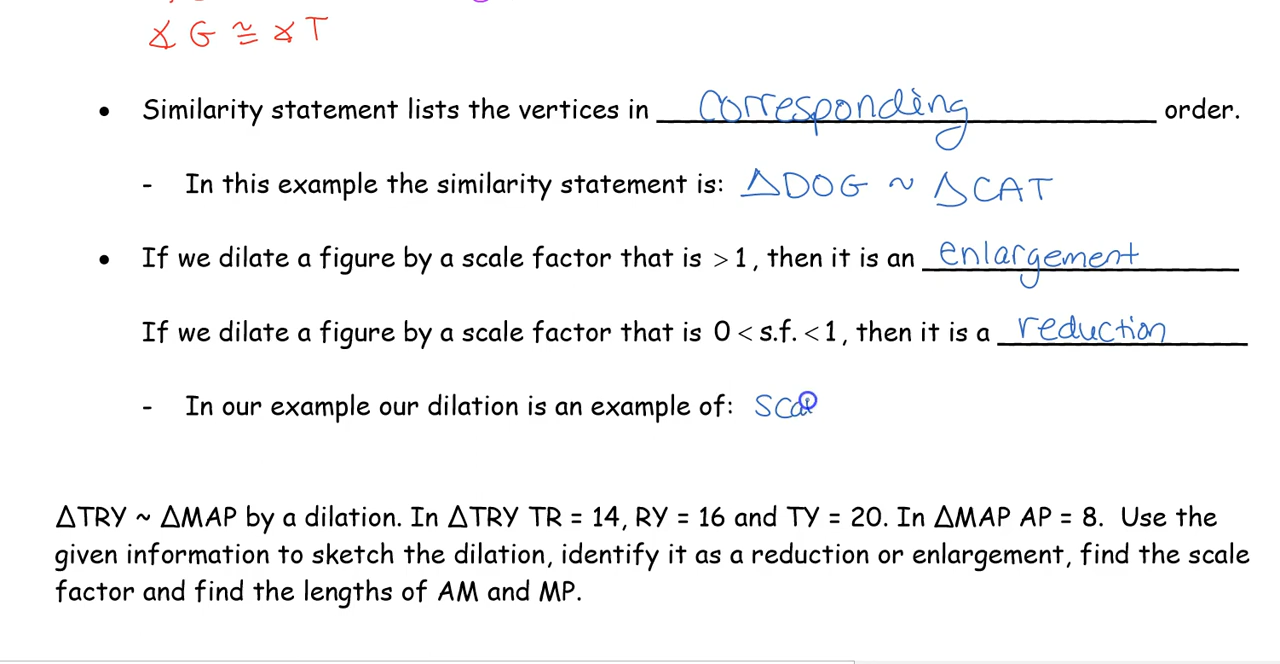 ∡ G ≅ ∡ T
• Similarity statement lists the vertices in corresponding order.
- In this example the similarity statement is: △DOG ~ △CAT
• If we dilate a figure by a scale factor that is > 1, then it is an enlargement
If we dilate a figure by a scale factor that is 0 < s.f. < 1, then it is a reduction
- In our example our dilation is an example of: sca
△TRY ~ △MAP by a dilation. In △TRY TR = 14, RY = 16 and TY = 20. In △MAP AP = 8. Use the
given information to sketch the dilation, identify it as a reduction or enlargement, find the scale
factor and find the lengths of AM and MP.